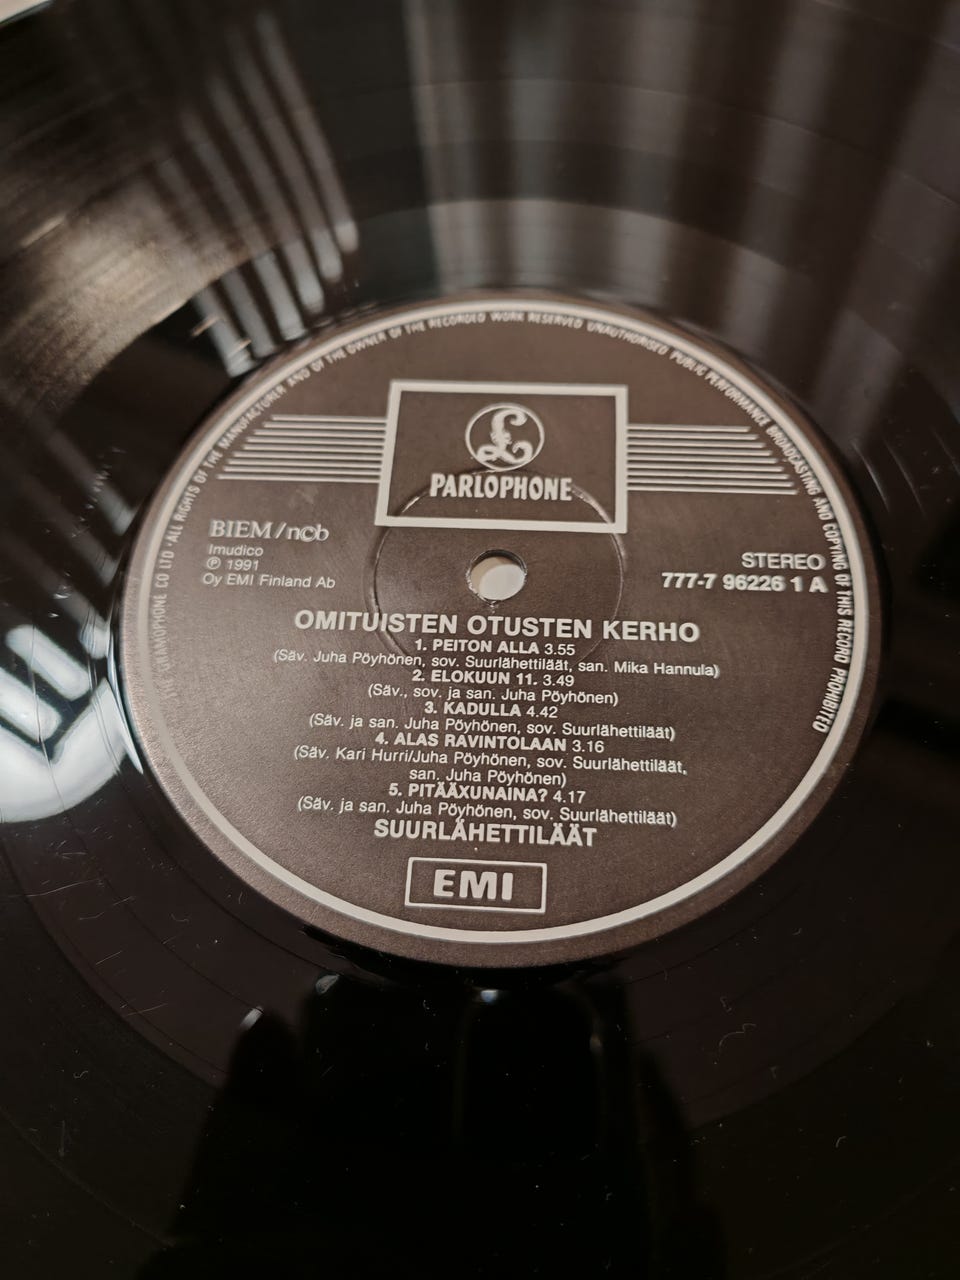 THE GRAMOPHONE CO LTD · ALL RIGHTS OF THE MANUFACTURER AND OF THE OWNER OF THE RECORDED WORK RESERVED UNAUTHORISED PUBLIC PERFORMANCE BROADCASTING AND COPYING OF THIS RECORD PROHIBITED
£
PARLOPHONE
BIEM/n©b
Imudico
℗ 1991
Oy EMI Finland Ab
STEREO
777-7 96226 1 A
OMITUISTEN OTUSTEN KERHO
1. PEITON ALLA 3.55
(Säv. Juha Pöyhönen, sov. Suurlähettiläät, san. Mika Hannula)
2. ELOKUUN 11. 3.49
(Säv., sov. ja san. Juha Pöyhönen)
3. KADULLA 4.42
(Säv. ja san. Juha Pöyhönen, sov. Suurlähettiläät)
4. ALAS RAVINTOLAAN 3.16
(Säv. Kari Hurri/Juha Pöyhönen, sov. Suurlähettiläät,
san. Juha Pöyhönen)
5. PITÄÄXUNAINA? 4.17
(Säv. ja san. Juha Pöyhönen, sov. Suurlähettiläät)
SUURLÄHETTILÄÄT
EMI